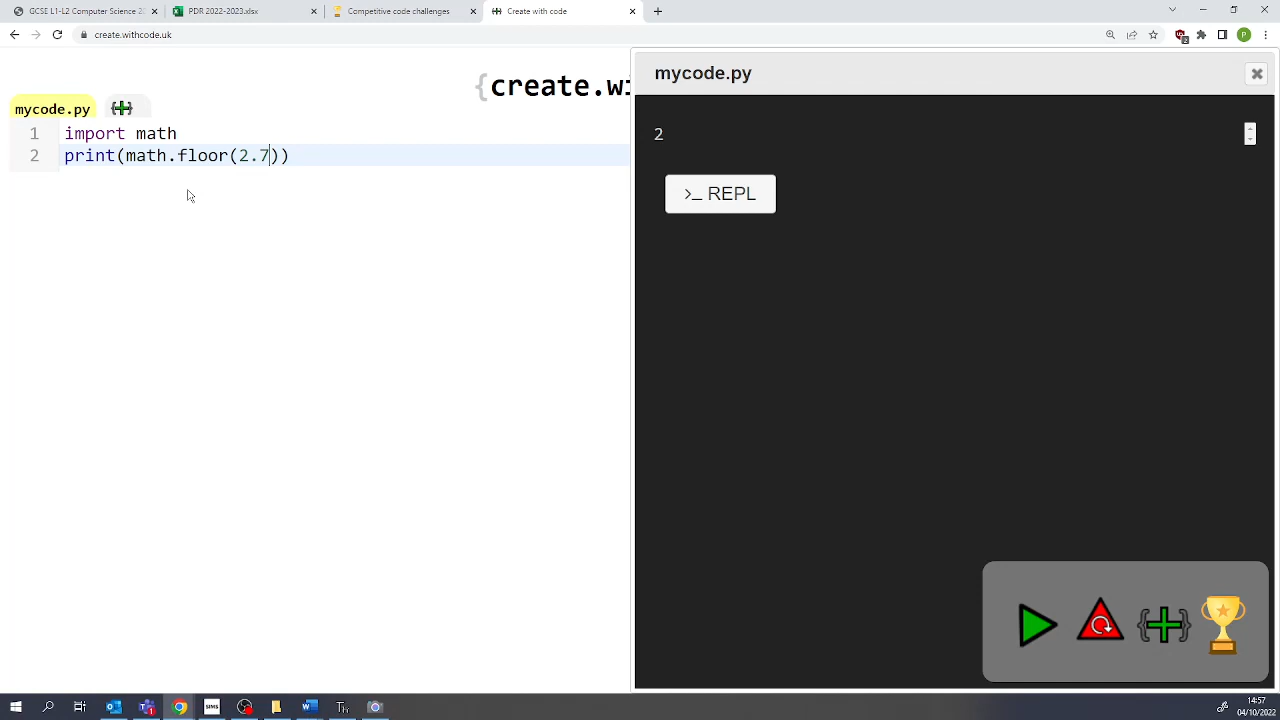 GCSE L1-L2 Computer Science 2
PDR 2022-2023.xlsx
Competitive code challenges
Create with code
create.withcode.uk
{create.wi
mycode.py
mycode.py {+}
1 import math
2 print(math.floor(2.7))
2
>_ REPL
{+}
14:57
04/10/2022